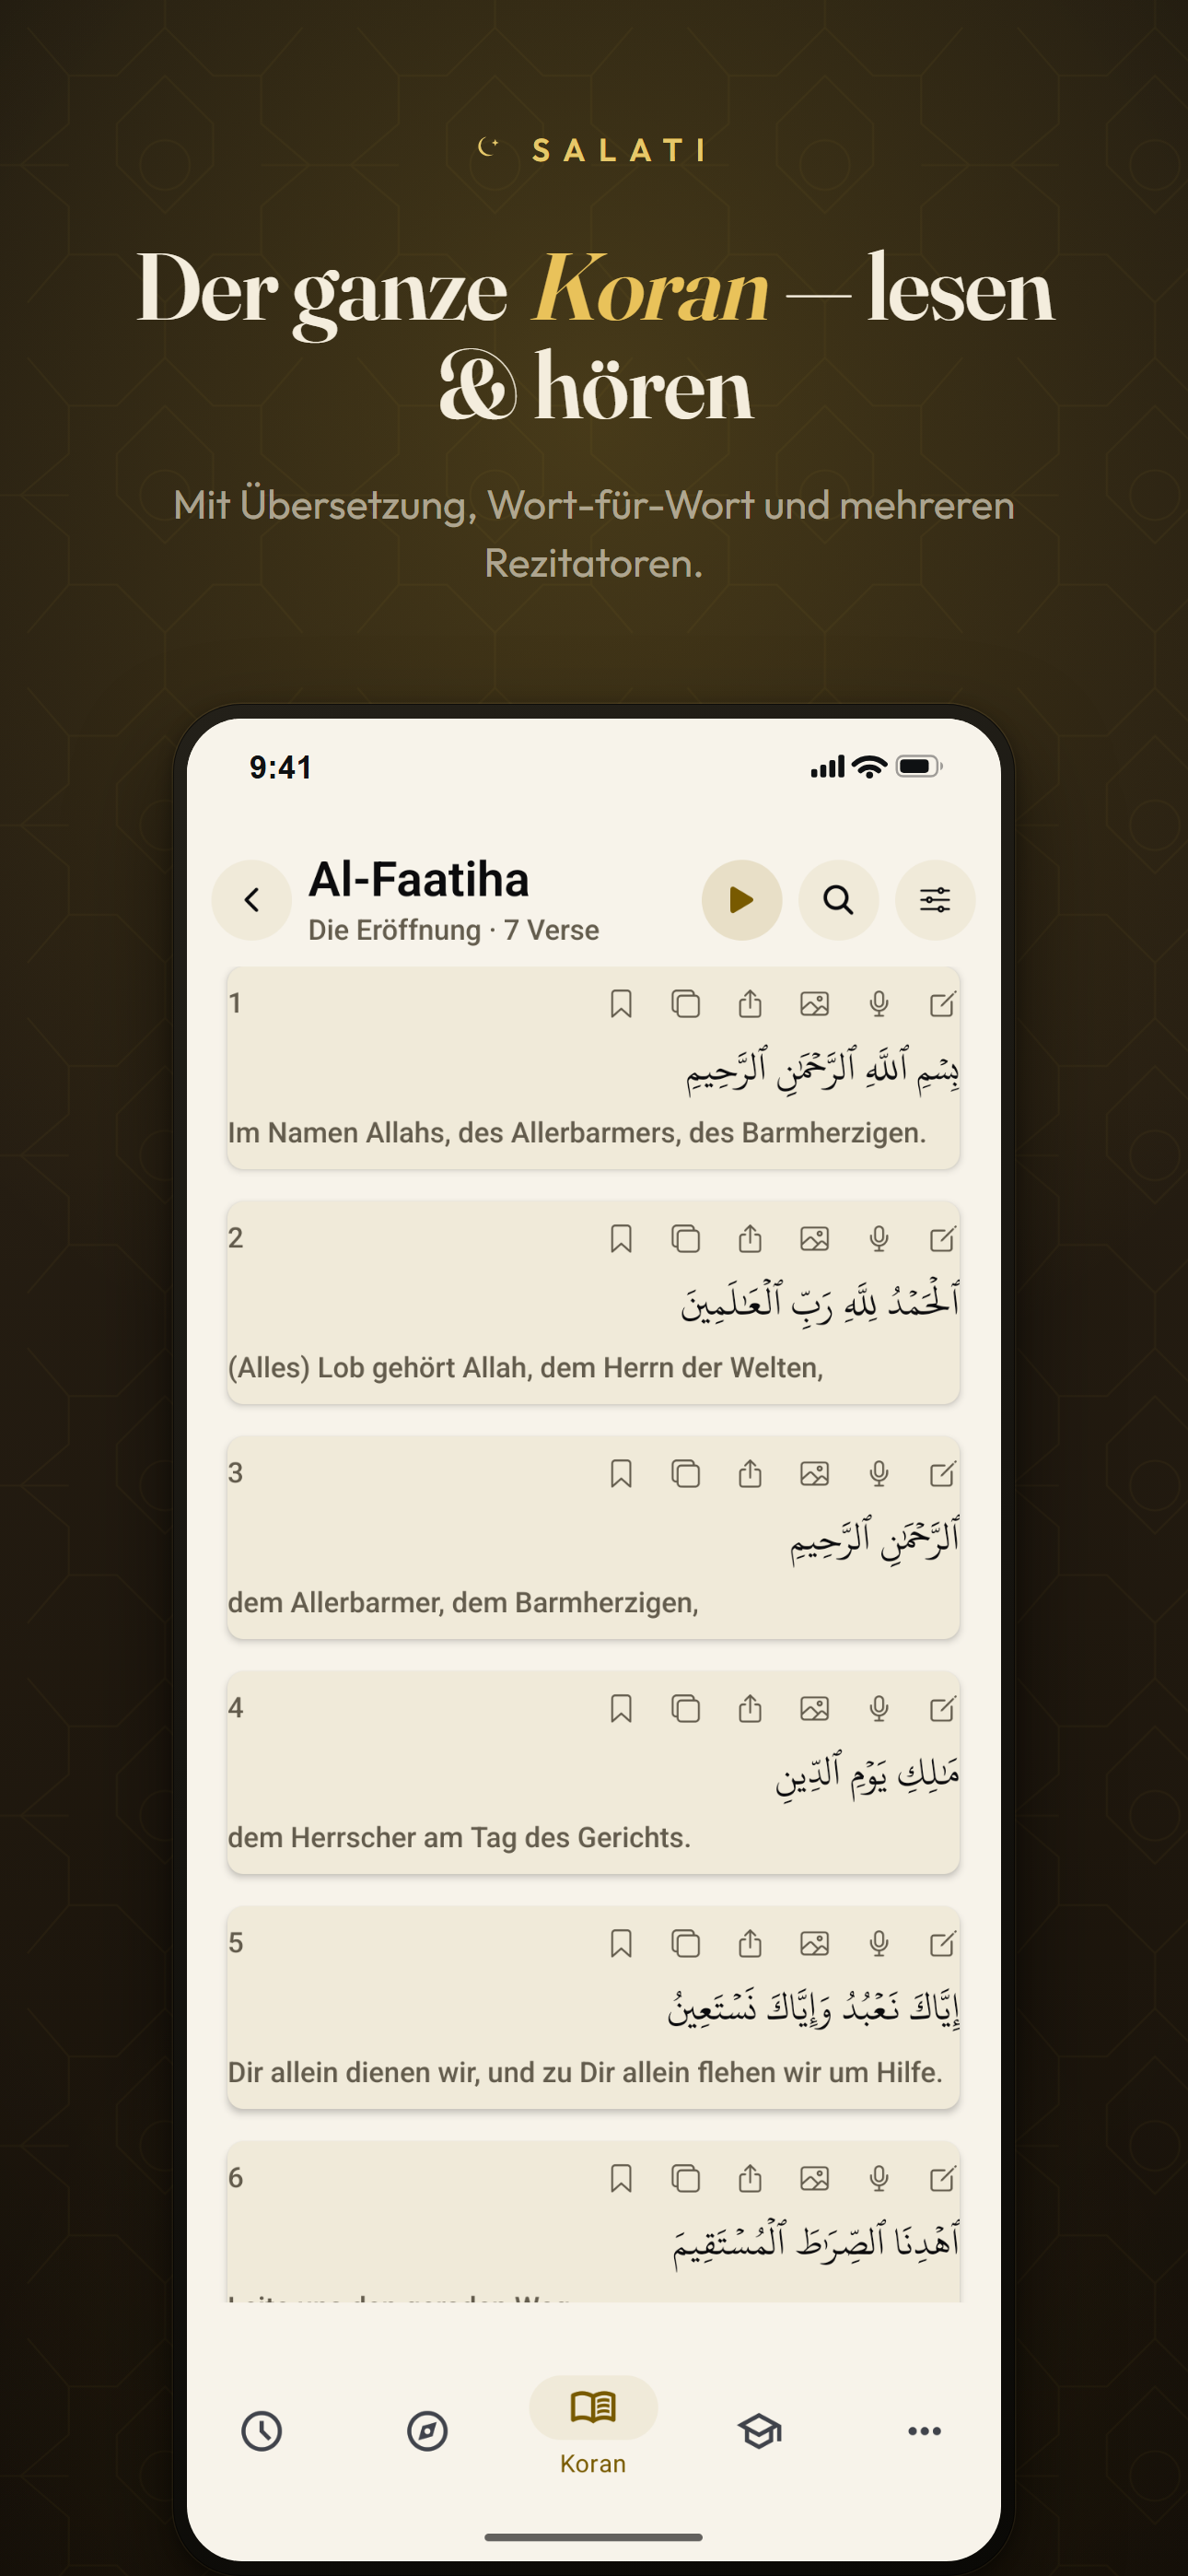 SALATI
Der ganze Koran — lesen
& hören
Mit Übersetzung, Wort-für-Wort und mehreren
Rezitatoren.
9:41
Al-Faatiha
Die Eröffnung · 7 Verse
1
بِسْمِ ٱللَّهِ ٱلرَّحْمَٰنِ ٱلرَّحِيمِ
Im Namen Allahs, des Allerbarmers, des Barmherzigen.
2
ٱلْحَمْدُ لِلَّهِ رَبِّ ٱلْعَٰلَمِينَ
(Alles) Lob gehört Allah, dem Herrn der Welten,
3
ٱلرَّحْمَٰنِ ٱلرَّحِيمِ
dem Allerbarmer, dem Barmherzigen,
4
مَٰلِكِ يَوْمِ ٱلدِّينِ
dem Herrscher am Tag des Gerichts.
5
إِيَّاكَ نَعْبُدُ وَإِيَّاكَ نَسْتَعِينُ
Dir allein dienen wir, und zu Dir allein flehen wir um Hilfe.
6
ٱهْدِنَا ٱلصِّرَٰطَ ٱلْمُسْتَقِيمَ
Koran